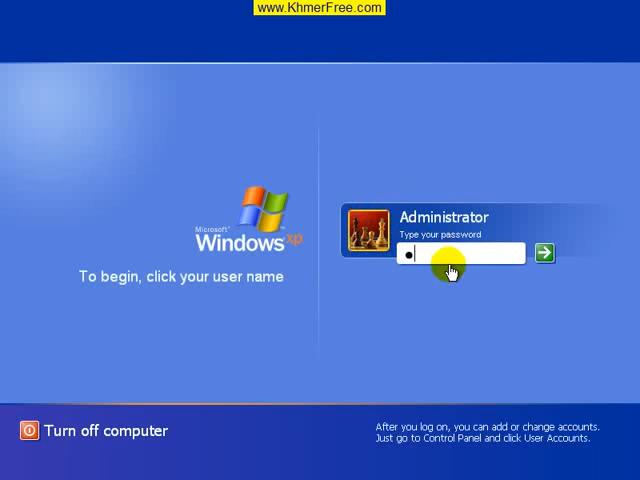 www.KhmerFree.com
Microsoft
Windows xp
To begin, click your user name
Administrator
Type your password
Turn off computer
After you log on, you can add or change accounts.
Just go to Control Panel and click User Accounts.